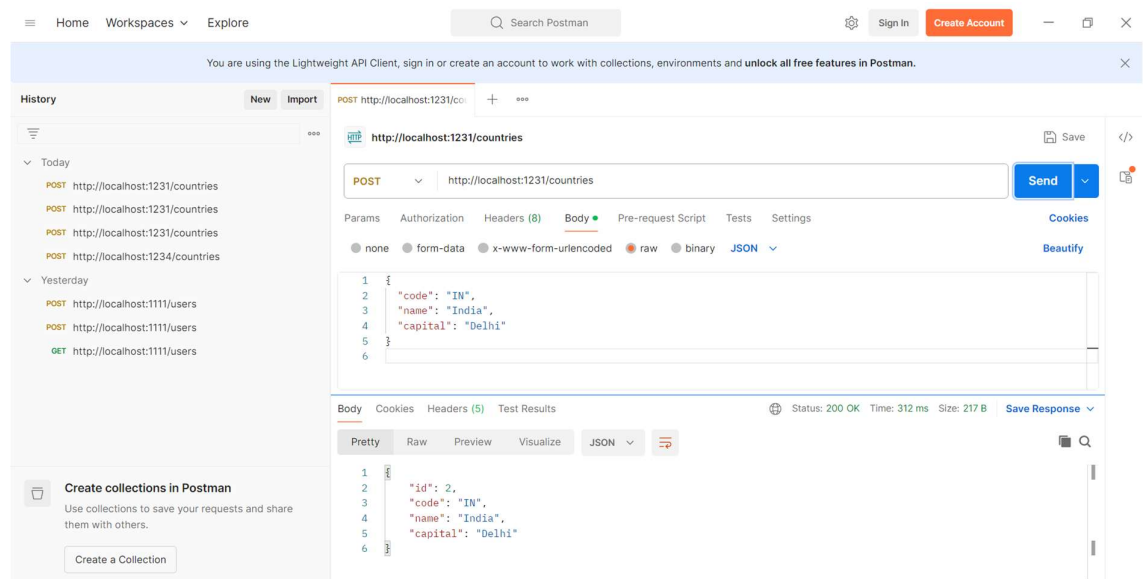 Home Workspaces Explore Search Postman Sign In Create Account
You are using the Lightweight API Client, sign in or create an account to work with collections, environments and unlock all free features in Postman.
History New Import
Today
POST http://localhost:1231/countries
POST http://localhost:1231/countries
POST http://localhost:1231/countries
POST http://localhost:1234/countries
Yesterday
POST http://localhost:1111/users
POST http://localhost:1111/users
GET http://localhost:1111/users
Create collections in Postman
Use collections to save your requests and share
them with others.
Create a Collection
POST http://localhost:1231/co
HTTP http://localhost:1231/countries Save </>
POST http://localhost:1231/countries Send
Params Authorization Headers (8) Body Pre-request Script Tests Settings Cookies
none form-data x-www-form-urlencoded raw binary JSON Beautify
1 {
2 "code": "IN",
3 "name": "India",
4 "capital": "Delhi"
5 }
6
Body Cookies Headers (5) Test Results Status: 200 OK Time: 312 ms Size: 217 B Save Response
Pretty Raw Preview Visualize JSON
1 {
2 "id": 2,
3 "code": "IN",
4 "name": "India",
5 "capital": "Delhi"
6 }